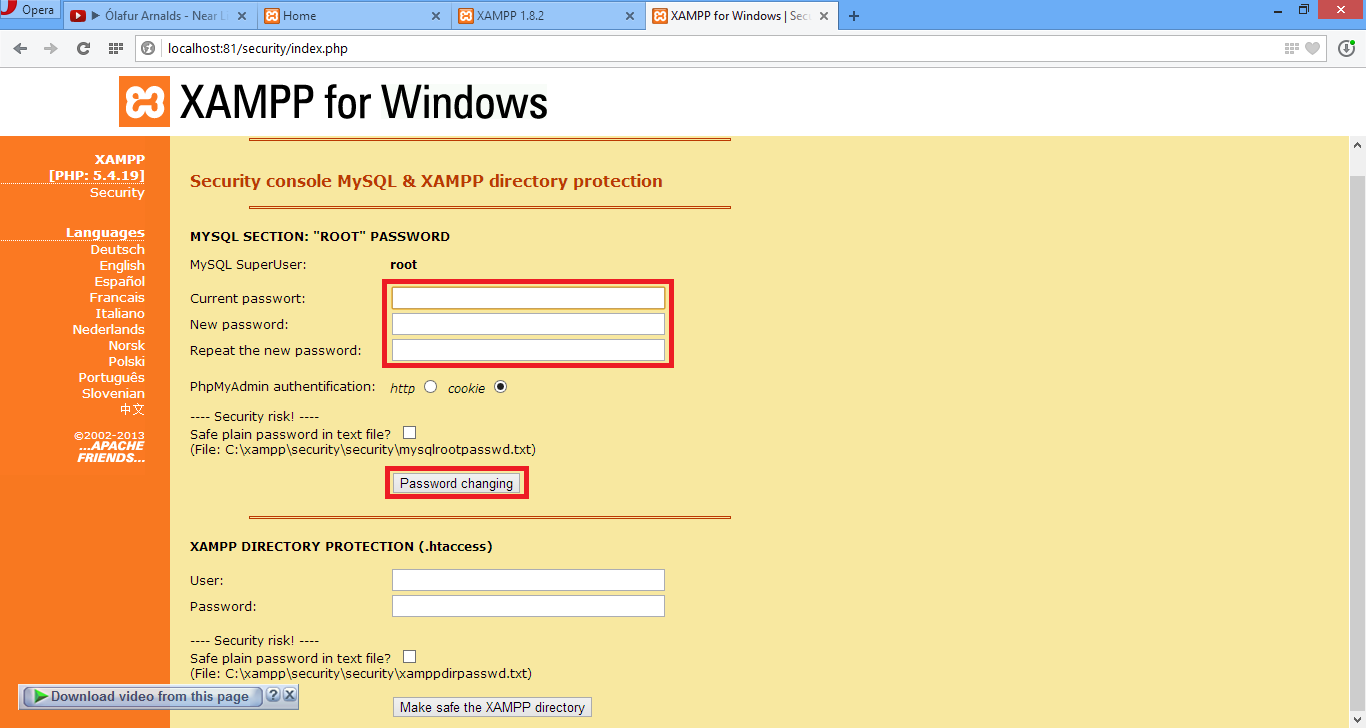 Opera
Ólafur Arnalds - Near Li
Home
XAMPP 1.8.2
XAMPP for Windows | Sec
localhost:81/security/index.php
XAMPP for Windows
XAMPP
[PHP: 5.4.19]
Security
Languages
Deutsch
English
Español
Francais
Italiano
Nederlands
Norsk
Polski
Português
Slovenian
中文
©2002-2013
...APACHE
FRIENDS...
Security console MySQL & XAMPP directory protection
MYSQL SECTION: "ROOT" PASSWORD
MySQL SuperUser: root
Current passwort:
New password:
Repeat the new password:
PhpMyAdmin authentification: http cookie
---- Security risk! ----
Safe plain password in text file?
(File: C:\xampp\security\security\mysqlrootpasswd.txt)
Password changing
XAMPP DIRECTORY PROTECTION (.htaccess)
User:
Password:
---- Security risk! ----
Safe plain password in text file?
(File: C:\xampp\security\security\xamppdirpasswd.txt)
Make safe the XAMPP directory
Download video from this page ? X